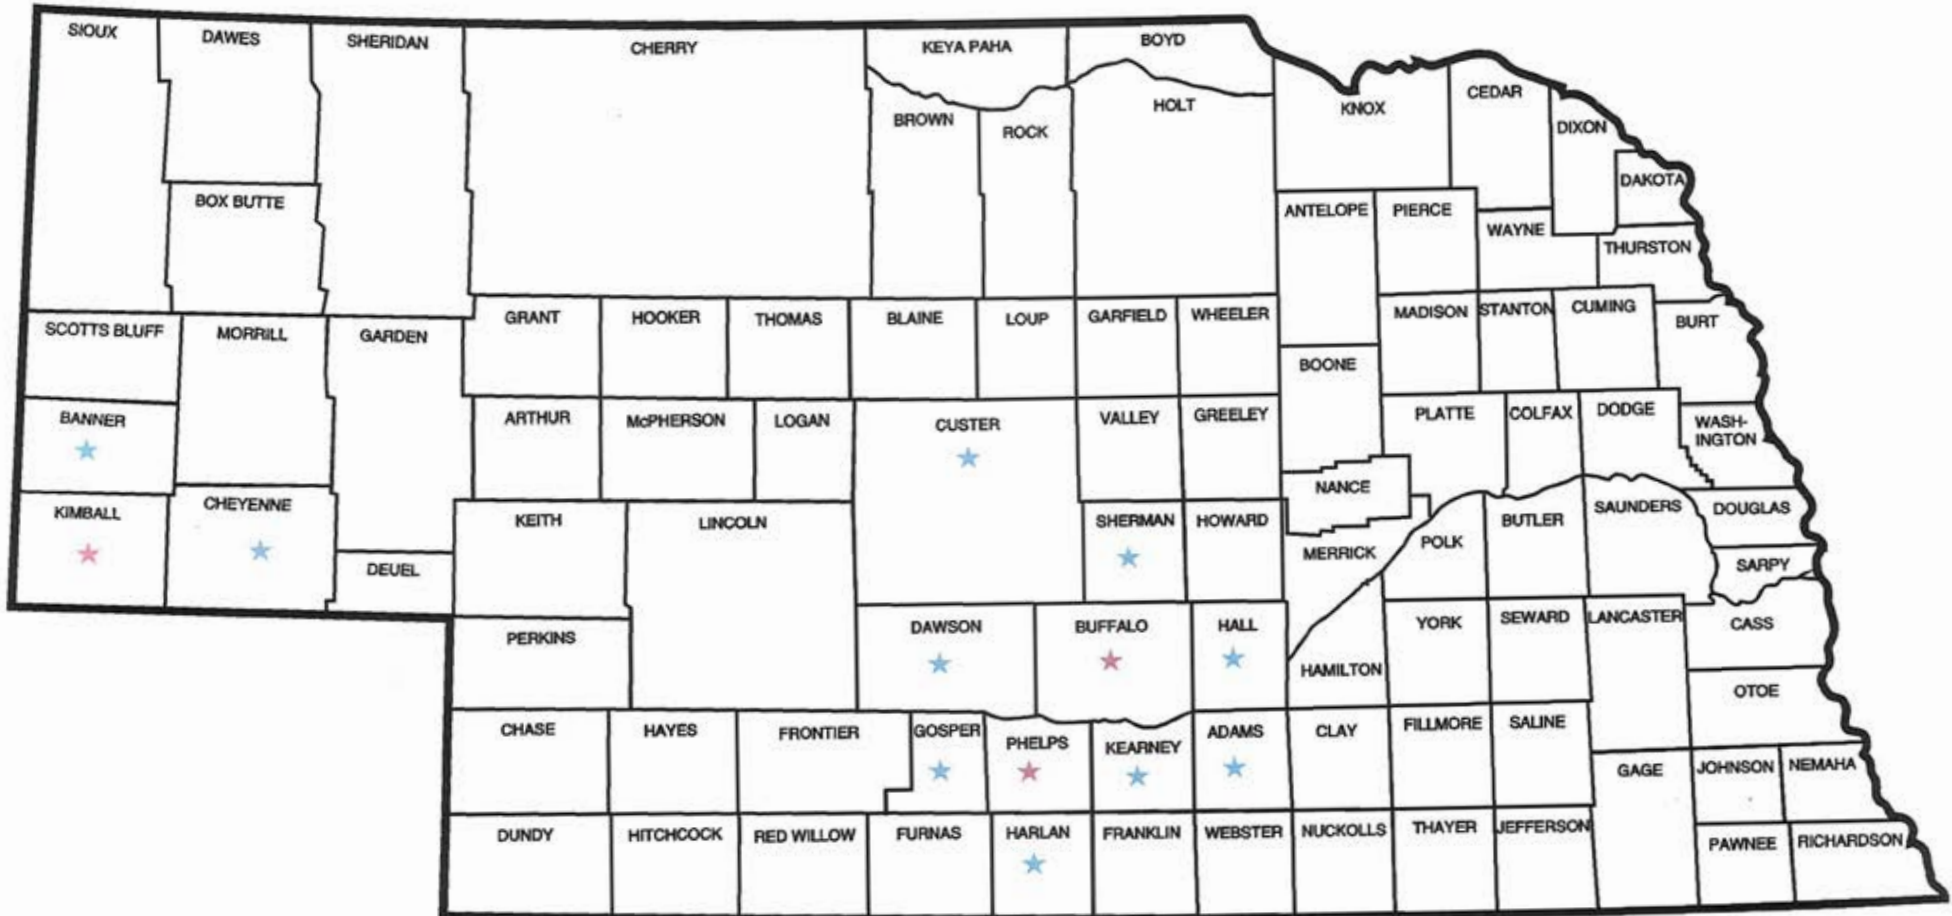 SIOUX
DAWES
SHERIDAN
CHERRY
KEYA PAHA
BOYD
KNOX
CEDAR
DIXON
DAKOTA
HOLT
BROWN
ROCK
BOX BUTTE
ANTELOPE
PIERCE
WAYNE
THURSTON
SCOTTS BLUFF
MORRILL
GARDEN
GRANT
HOOKER
THOMAS
BLAINE
LOUP
GARFIELD
WHEELER
MADISON
STANTON
CUMING
BURT
BOONE
BANNER
ARTHUR
McPHERSON
LOGAN
CUSTER
VALLEY
GREELEY
PLATTE
COLFAX
DODGE
WASH-
INGTON
NANCE
KIMBALL
CHEYENNE
DEUEL
KEITH
LINCOLN
SHERMAN
HOWARD
MERRICK
POLK
BUTLER
SAUNDERS
DOUGLAS
SARPY
PERKINS
DAWSON
BUFFALO
HALL
HAMILTON
YORK
SEWARD
LANCASTER
CASS
OTOE
CHASE
HAYES
FRONTIER
GOSPER
PHELPS
KEARNEY
ADAMS
CLAY
FILLMORE
SALINE
GAGE
JOHNSON
NEMAHA
DUNDY
HITCHCOCK
RED WILLOW
FURNAS
HARLAN
FRANKLIN
WEBSTER
NUCKOLLS
THAYER
JEFFERSON
PAWNEE
RICHARDSON